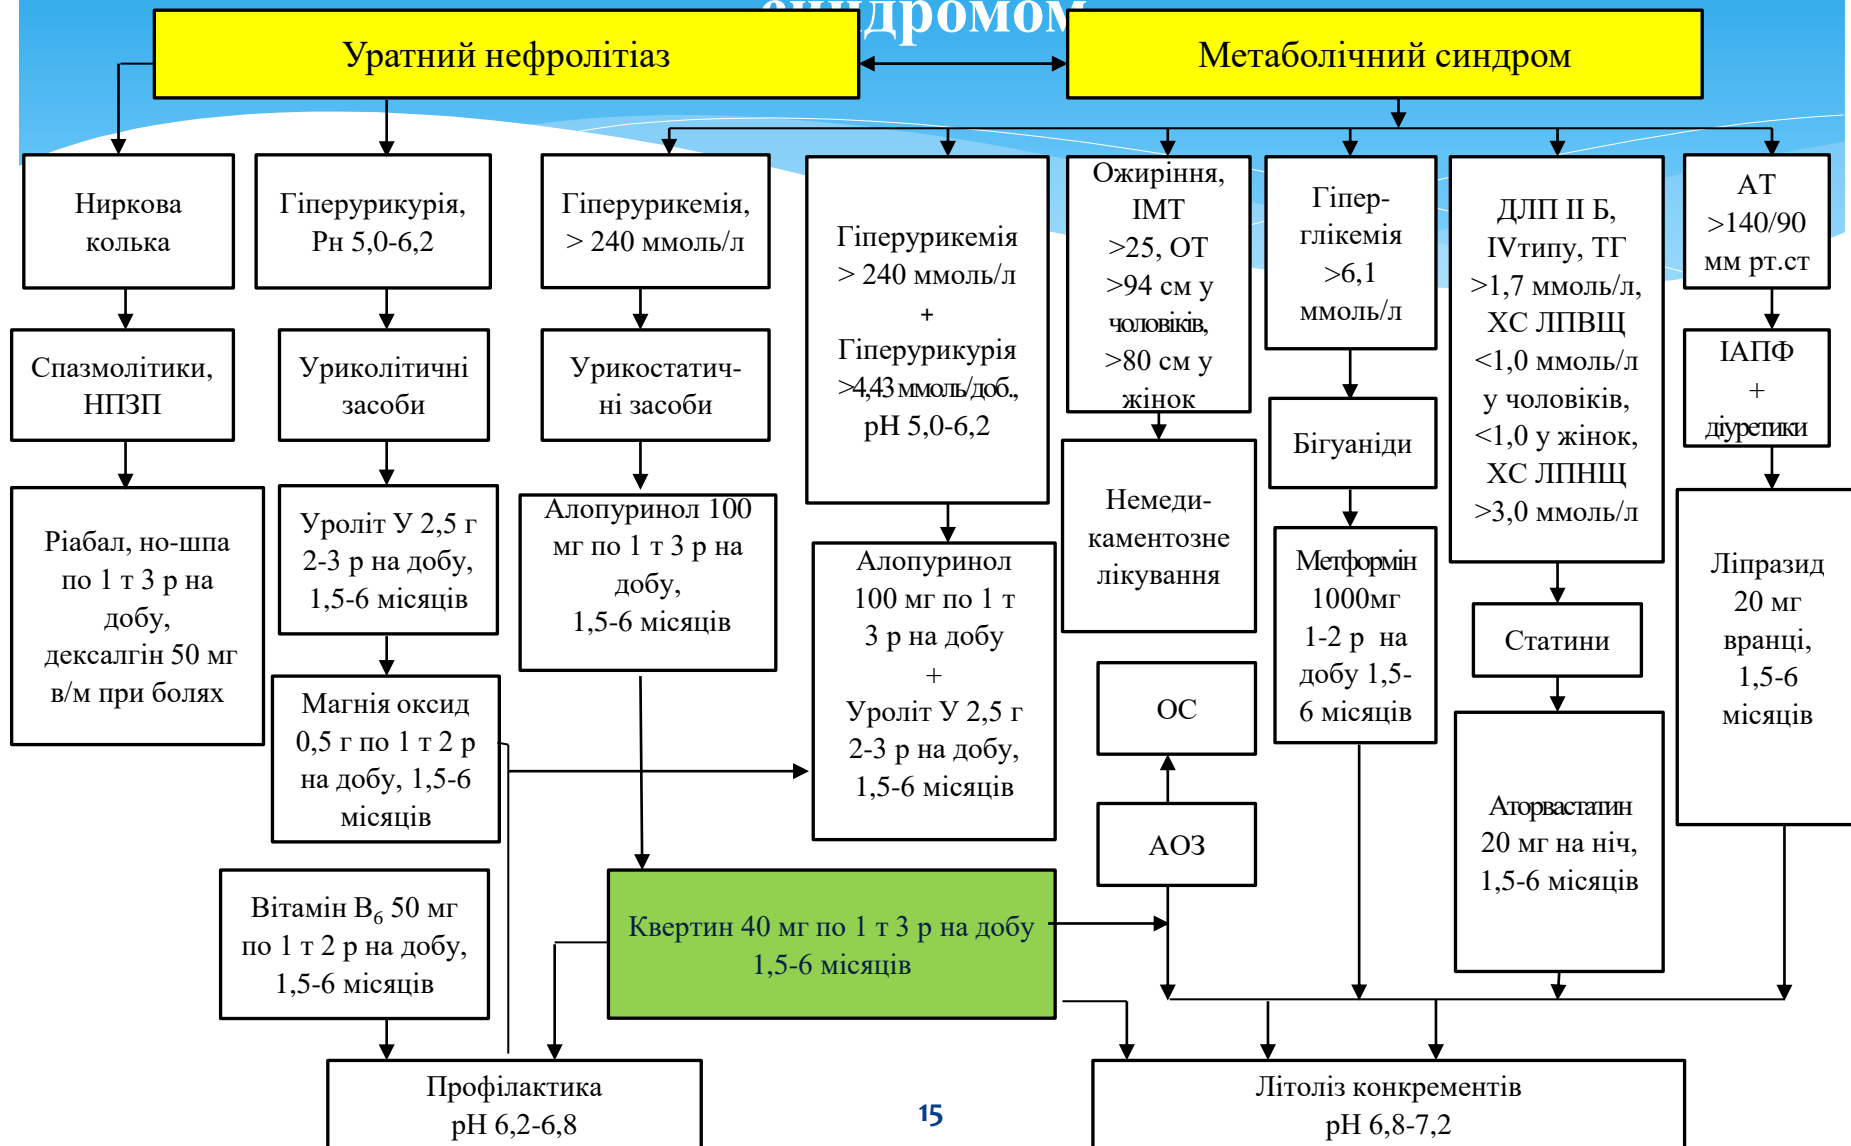 синдромом
Уратний нефролітіаз
Метаболічний синдром
Ниркова
колька
Гіперурикурія,
Рн 5,0-6,2
Гіперурикемія,
> 240 ммоль/л
Гіперурикемія
> 240 ммоль/л
+
Гіперурикурія
>4,43 ммоль/доб.,
рН 5,0-6,2
Ожиріння,
ІМТ
>25, ОТ
>94 см у
чоловіків,
>80 см у
жінок
Гіпер-
глікемія
>6,1
ммоль/л
ДЛП ІІ Б,
IVтипу, ТГ
>1,7 ммоль/л,
ХС ЛПВЩ
<1,0 ммоль/л
у чоловіків,
<1,0 у жінок,
ХС ЛПНЩ
>3,0 ммоль/л
АТ
>140/90
мм рт.ст
Спазмолітики,
НПЗП
Уриколітичні
засоби
Урикостатич-
ні засоби
Бігуаніди
ІАПФ
+
діуретики
Ріабал, но-шпа
по 1 т 3 р на
добу,
дексалгін 50 мг
в/м при болях
Уроліт У 2,5 г
2-3 р на добу,
1,5-6 місяців
Алопуринол 100
мг по 1 т 3 р на
добу,
1,5-6 місяців
Алопуринол
100 мг по 1 т
3 р на добу
+
Уроліт У 2,5 г
2-3 р на добу,
1,5-6 місяців
Немеди-
каментозне
лікування
Метформін
1000мг
1-2 р на
добу 1,5-
6 місяців
Статини
Ліпразид
20 мг
вранці,
1,5-6
місяців
Магнія оксид
0,5 г по 1 т 2 р
на добу, 1,5-6
місяців
ОС
АОЗ
Аторвастатин
20 мг на ніч,
1,5-6 місяців
Вітамін В₆ 50 мг
по 1 т 2 р на добу,
1,5-6 місяців
Квертин 40 мг по 1 т 3 р на добу
1,5-6 місяців
Профілактика
рН 6,2-6,8
15
Літоліз конкрементів
рН 6,8-7,2